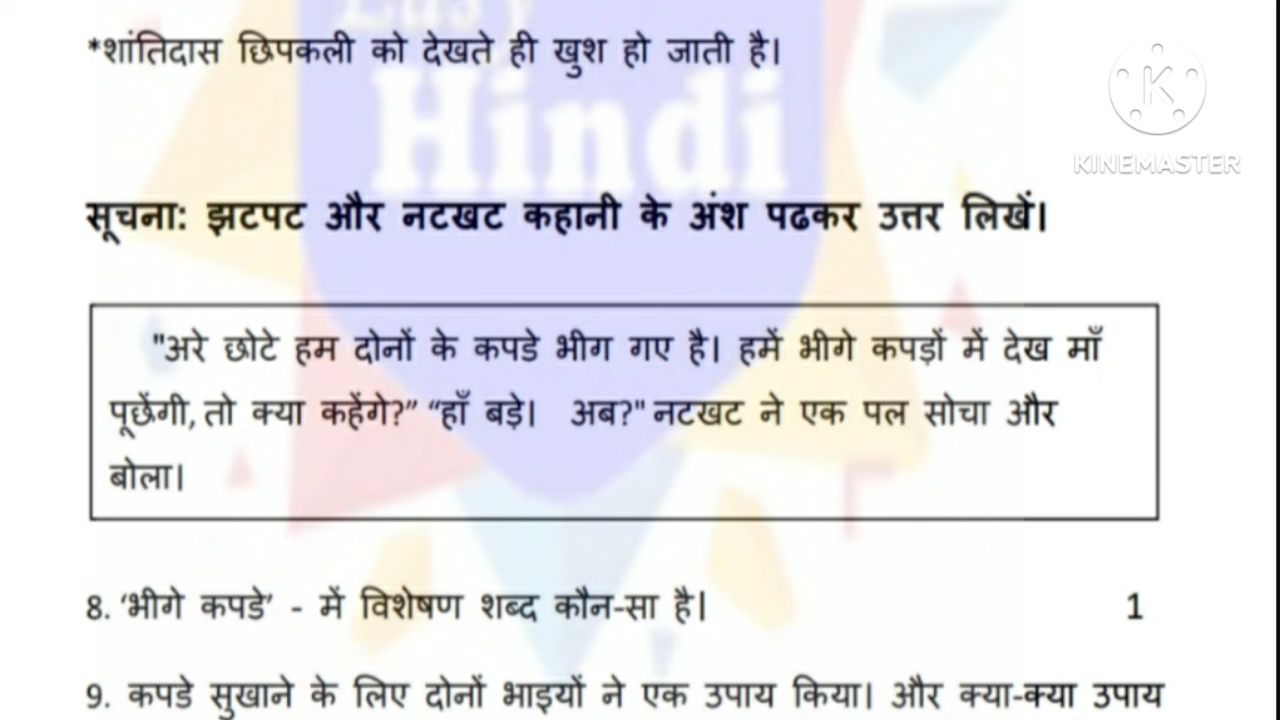 Easy
Hindi
*शांतिदास छिपकली को देखते ही खुश हो जाती है।
KINEMASTER
सूचना: झटपट और नटखट कहानी के अंश पढकर उत्तर लिखें।
"अरे छोटे हम दोनों के कपडे भीग गए है। हमें भीगे कपड़ों में देख माँ
पूछेंगी, तो क्या कहेंगे?” “हाँ बड़े। अब?" नटखट ने एक पल सोचा और
बोला।
8. ‘भीगे कपडे’ - में विशेषण शब्द कौन-सा है। 1
9. कपडे सुखाने के लिए दोनों भाइयों ने एक उपाय किया। और क्या-क्या उपाय